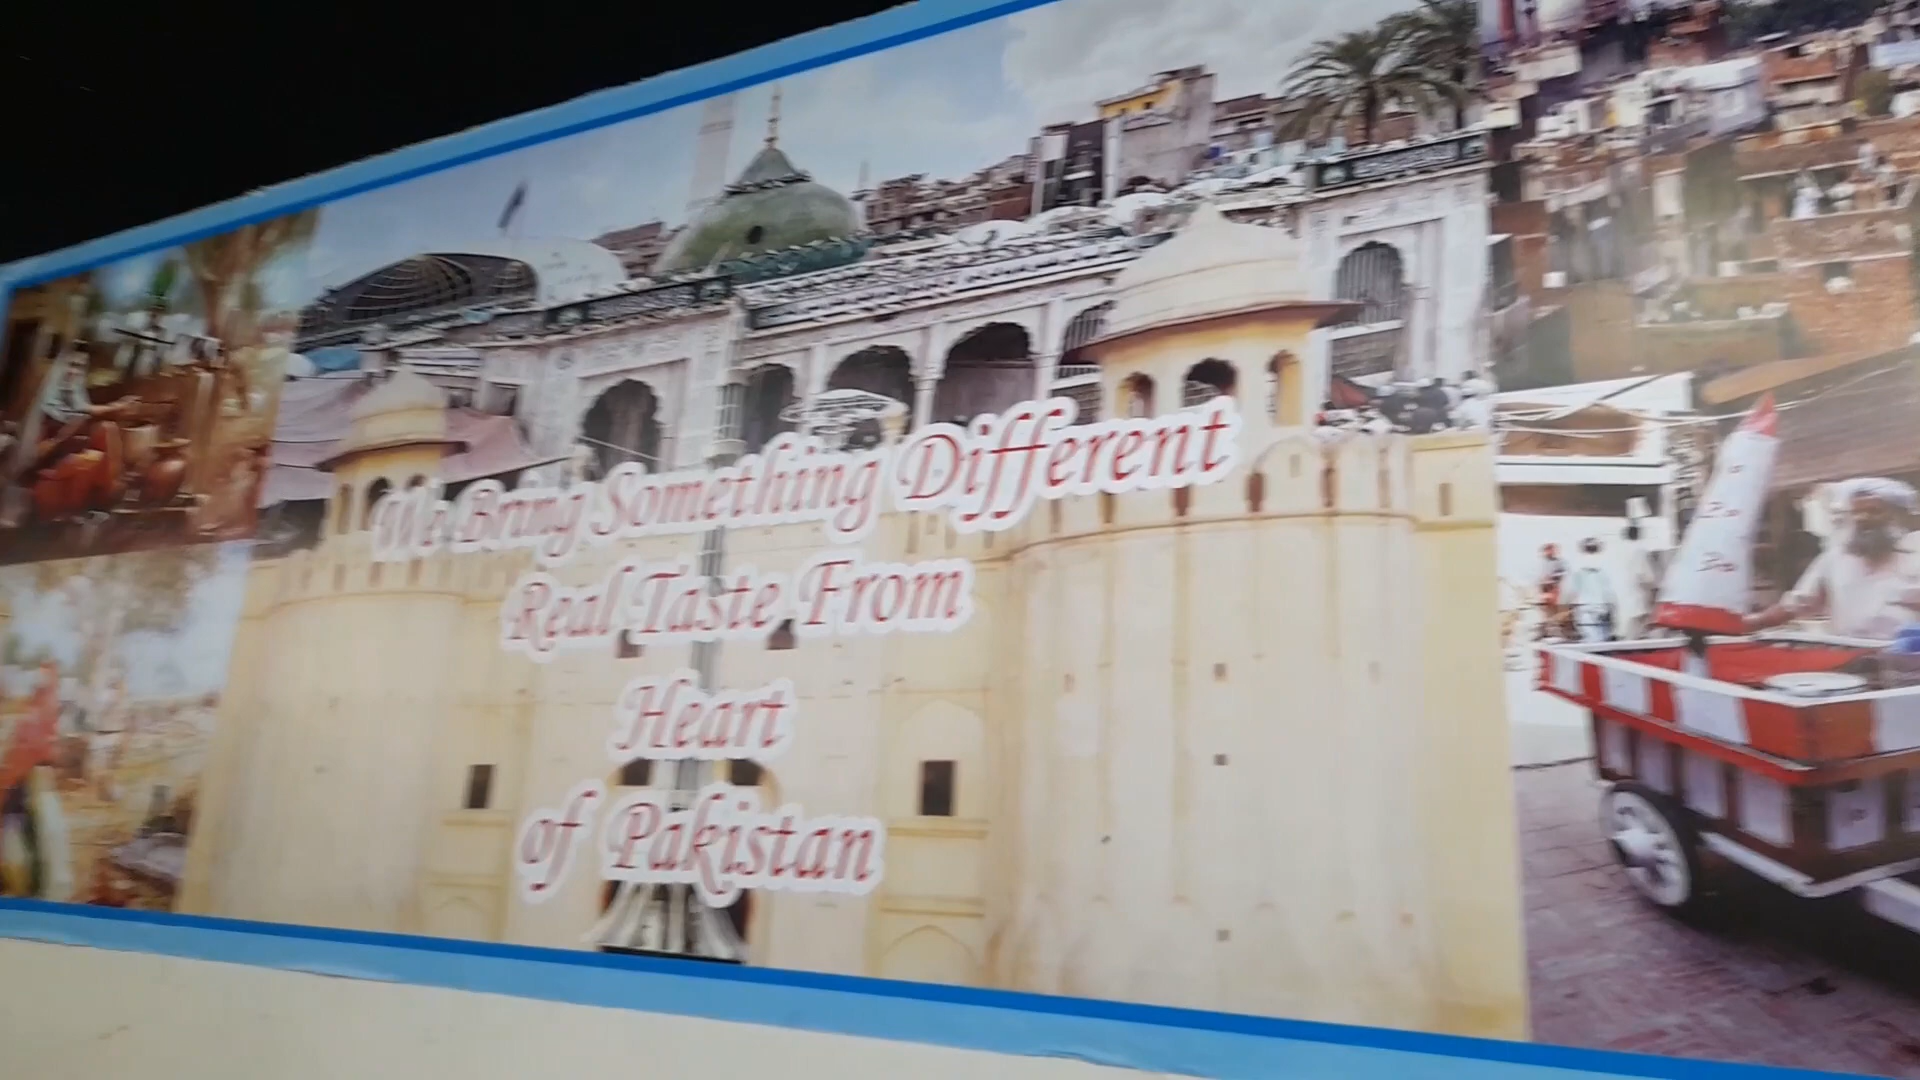 We Bring Something Different
Real Taste From
Heart
of Pakistan